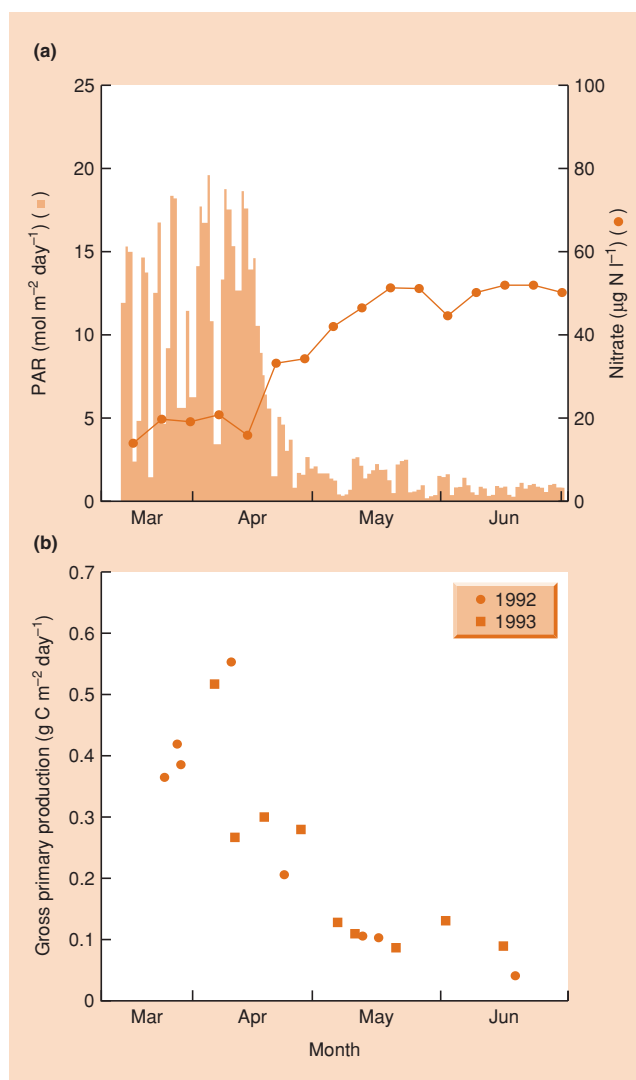 (a)
25
20
15
10
5
0
PAR (mol m⁻² day⁻¹) (■)
100
80
60
40
20
0
Nitrate (μg N l⁻¹) (●)
Mar Apr May Jun
(b)
0.7
0.6
0.5
0.4
0.3
0.2
0.1
0
Gross primary production (g C m⁻² day⁻¹)
1992
1993
Mar Apr May Jun
Month